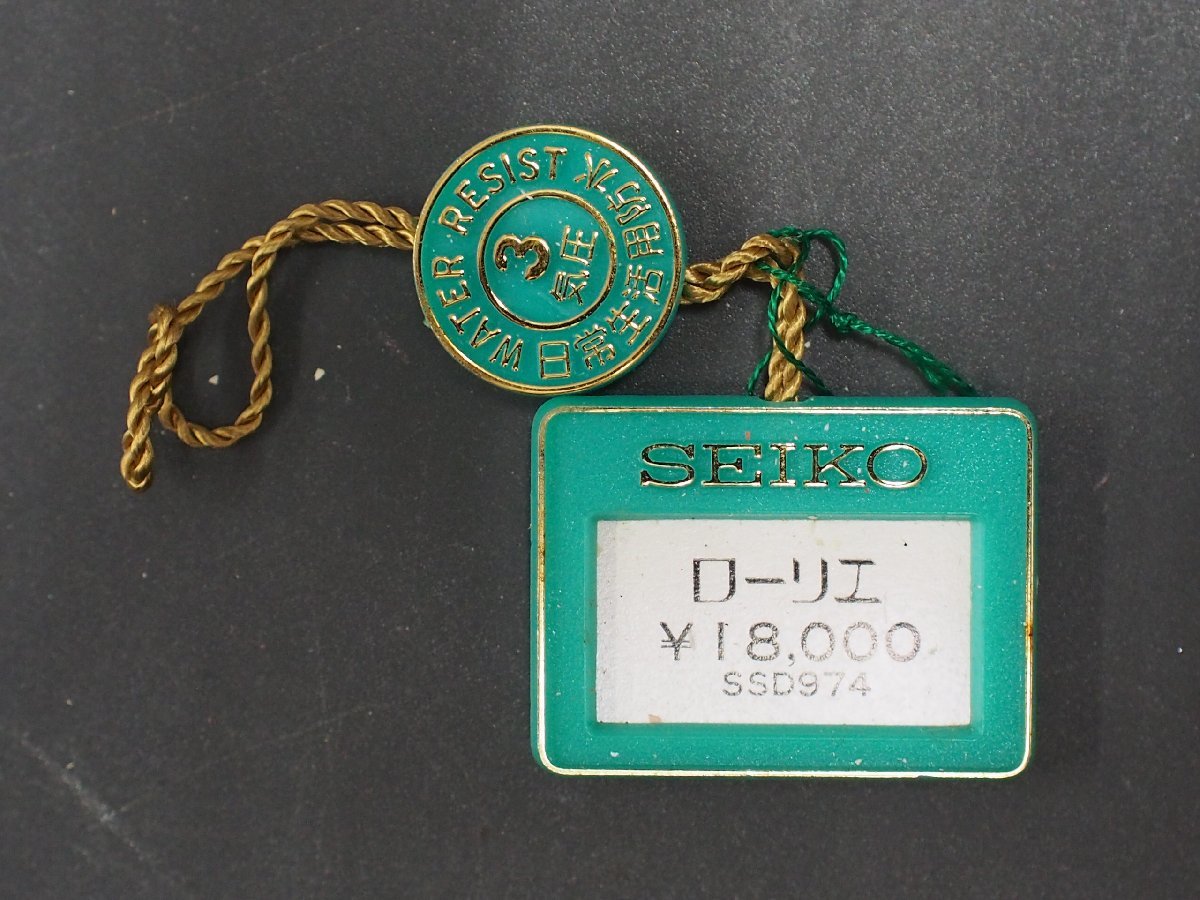 WATER RESIST
日常生活用防水
3
気圧
SEIKO
ローリエ
¥18,000
SSD974